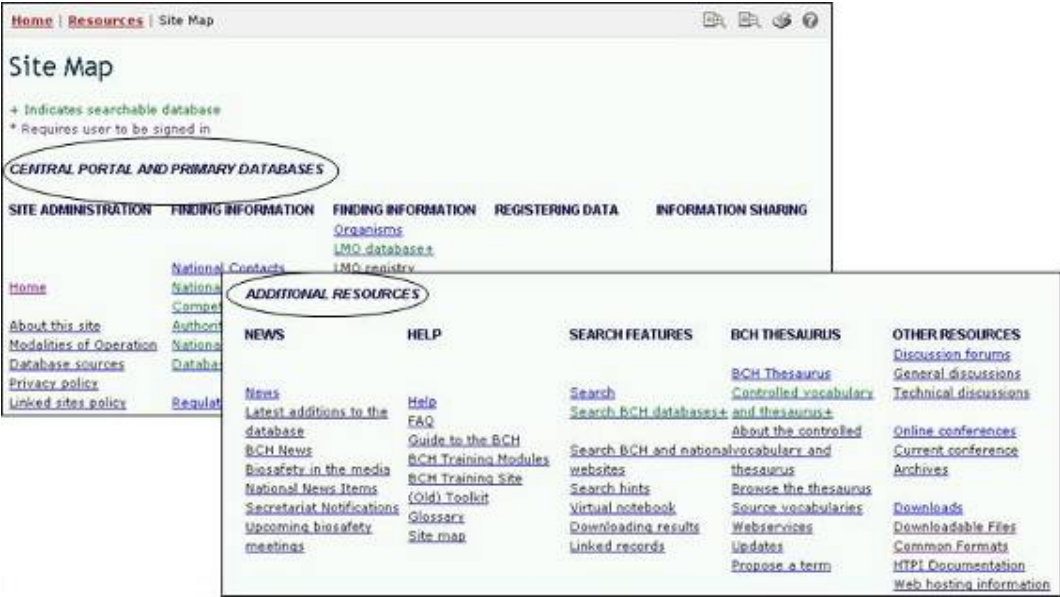 Home | Resources | Site Map
Site Map
+ Indicates searchable database
* Requires user to be signed in
CENTRAL PORTAL AND PRIMARY DATABASES
SITE ADMINISTRATION FINDING INFORMATION FINDING INFORMATION REGISTERING DATA INFORMATION SHARING
Organisms
LMO database+
National Contacts LMO registry
Home Nationa
Compet
About this site Authorit
Modalities of Operation Nationa
Database sources Databas
Privacy policy
Linked sites policy Regulat
ADDITIONAL RESOURCES
NEWS HELP SEARCH FEATURES BCH THESAURUS OTHER RESOURCES
Discussion forums
BCH Thesaurus General discussions
News Help Search Controlled vocabulary Technical discussions
Latest additions to the FAQ Search BCH databases+ and thesaurus+
database Guide to the BCH About the controlled Online conferences
BCH News BCH Training Modules Search BCH and national vocabulary and Current conference
Biosafety in the media BCH Training Site websites thesaurus Archives
National News Items (Old) Toolkit Search hints Browse the thesaurus
Secretariat Notifications Glossary Virtual notebook Source vocabularies Downloads
Upcoming biosafety Site map Downloading results Webservices Downloadable Files
meetings Linked records Updates Common Formats
Propose a term HTPI Documentation
Web hosting information